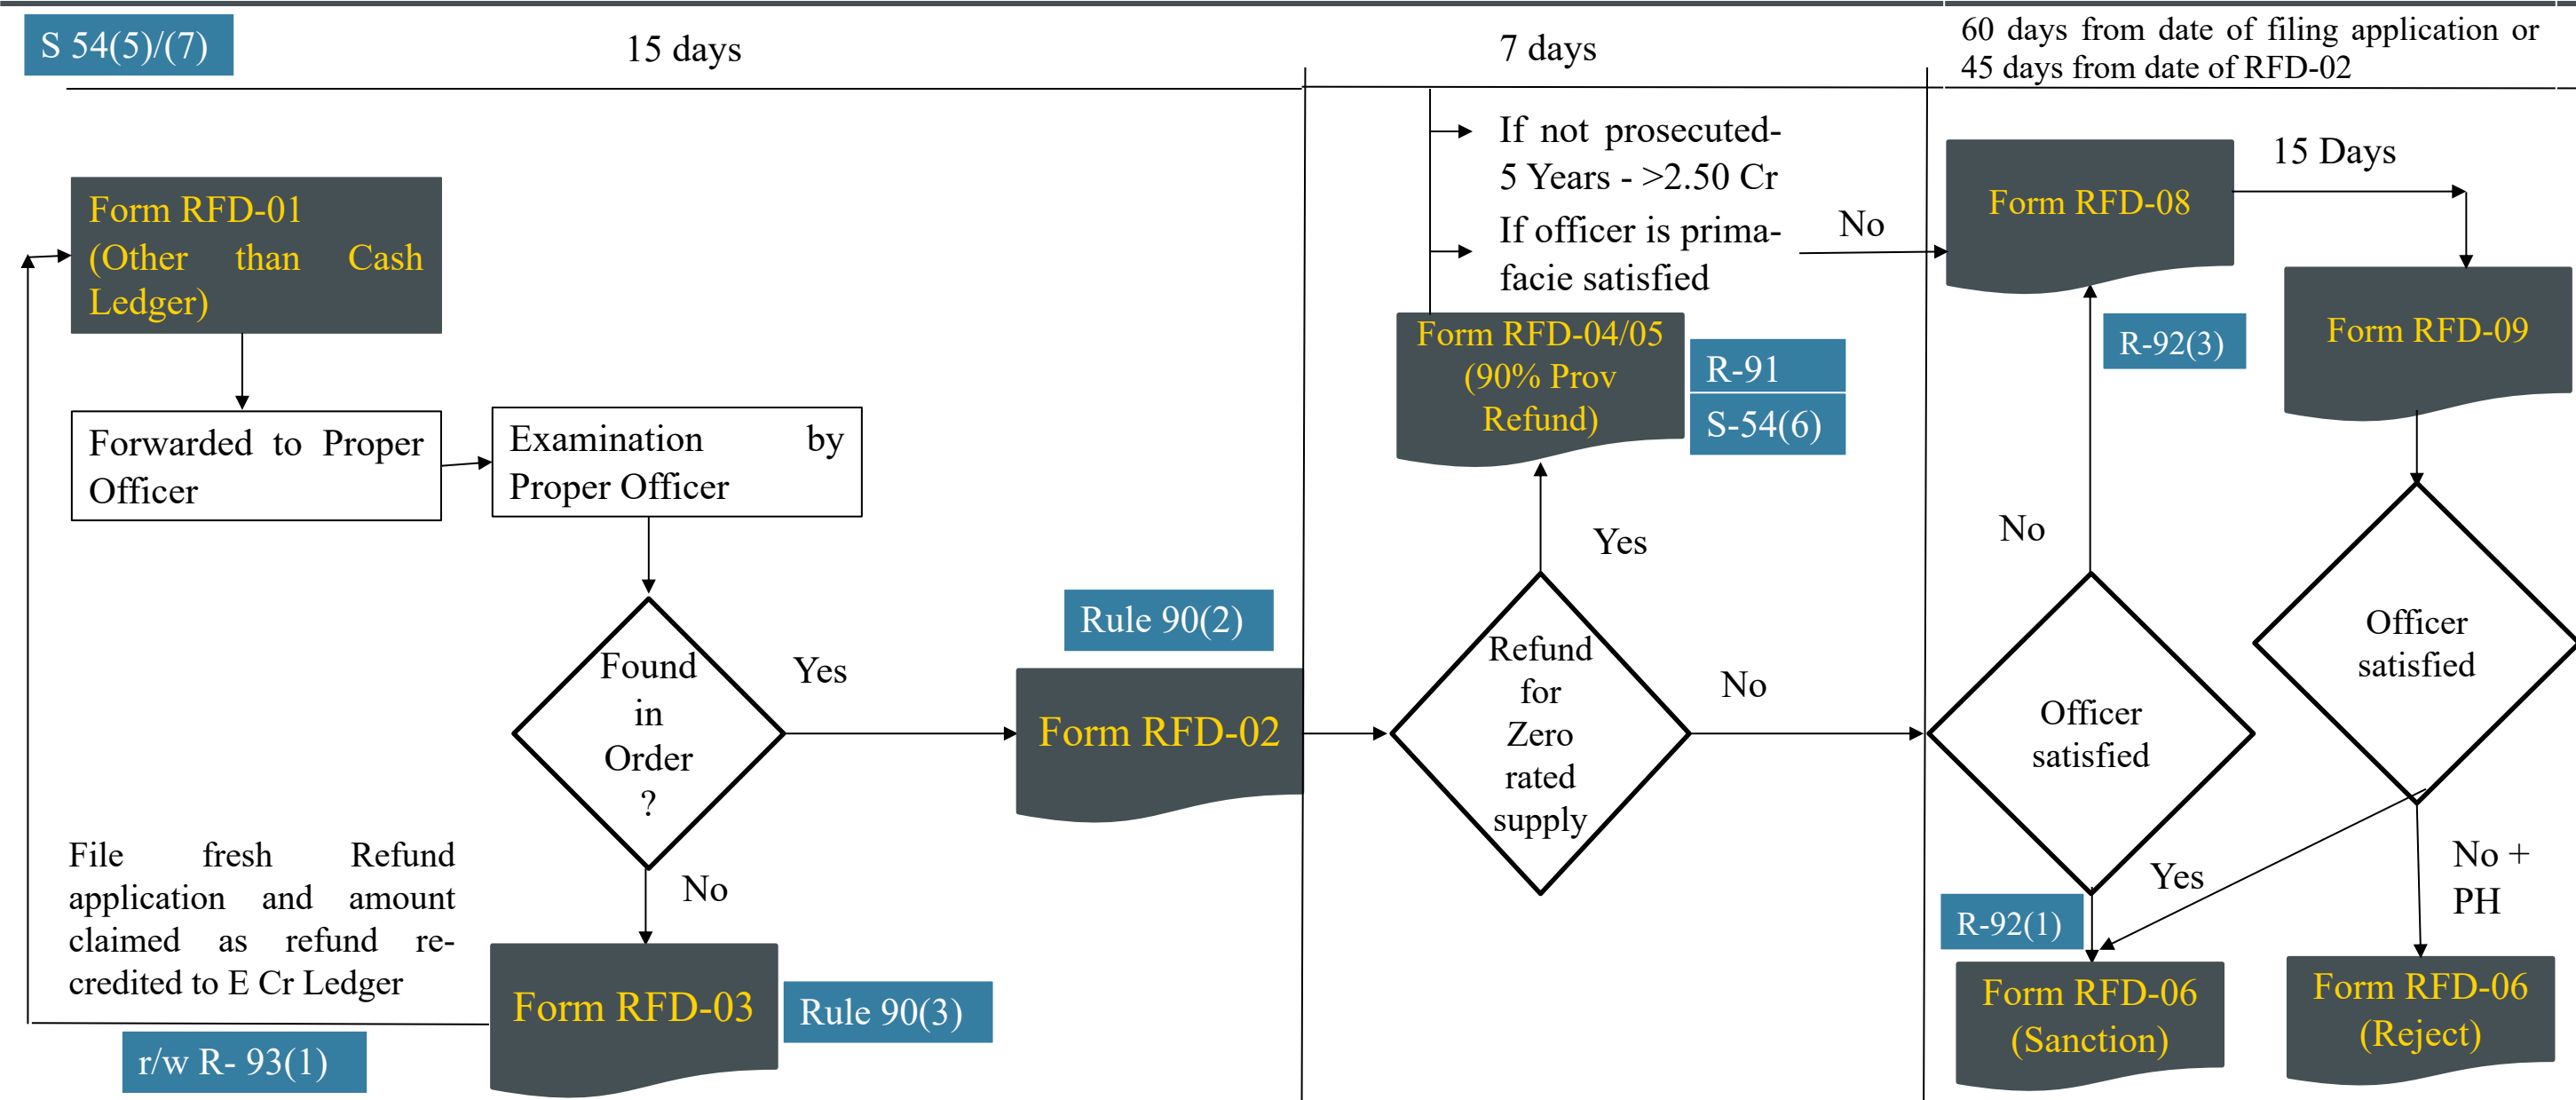 S 54(5)/(7)
15 days
7 days
60 days from date of filing application or
45 days from date of RFD-02
Form RFD-01
(Other than Cash
Ledger)
Forwarded to Proper
Officer
Examination by
Proper Officer
Found
in
Order
?
Yes
No
Rule 90(2)
Form RFD-02
Form RFD-03
Rule 90(3)
File fresh Refund
application and amount
claimed as refund re-
credited to E Cr Ledger
r/w R- 93(1)
If not prosecuted-
5 Years - >2.50 Cr
If officer is prima-
facie satisfied
No
Form RFD-04/05
(90% Prov
Refund)
R-91
S-54(6)
Yes
Refund
for
Zero
rated
supply
No
Form RFD-08
15 Days
R-92(3)
Form RFD-09
No
Officer
satisfied
Officer
satisfied
Yes
R-92(1)
No +
PH
Form RFD-06
(Sanction)
Form RFD-06
(Reject)